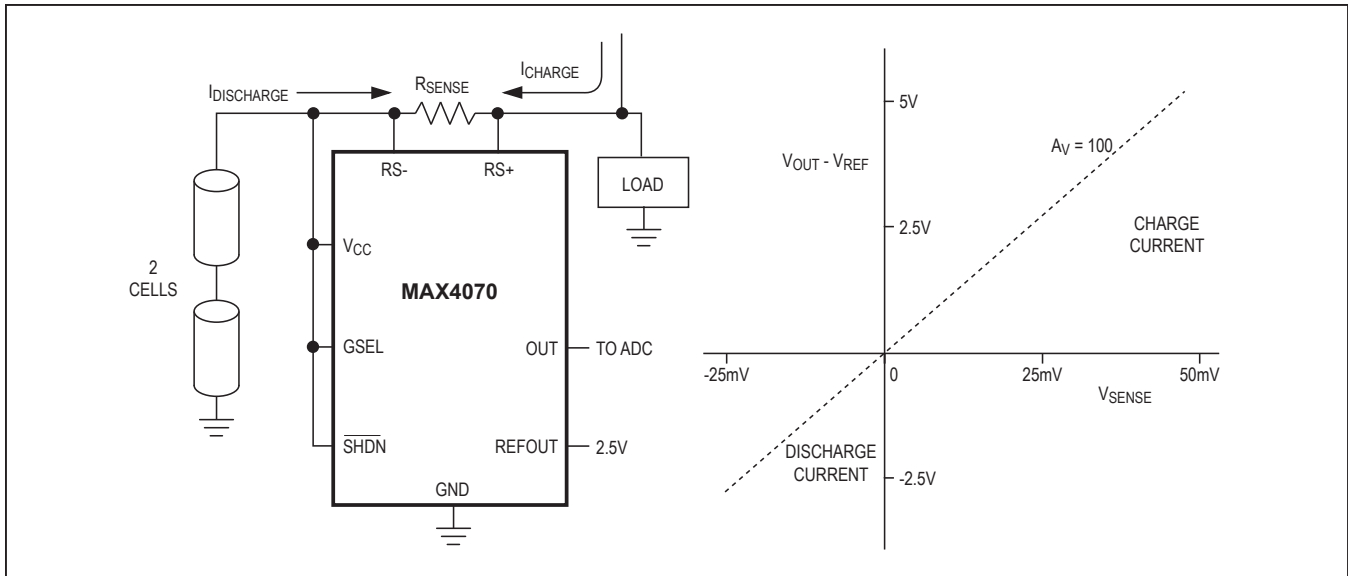 IDISCHARGE
RSENSE
ICHARGE
RS-
RS+
LOAD
VCC
2
CELLS
MAX4070
GSEL
OUT
TO ADC
SHDN
REFOUT
2.5V
GND
5V
VOUT - VREF
AV = 100
2.5V
CHARGE
CURRENT
-25mV
0
25mV
50mV
VSENSE
DISCHARGE
CURRENT
-2.5V